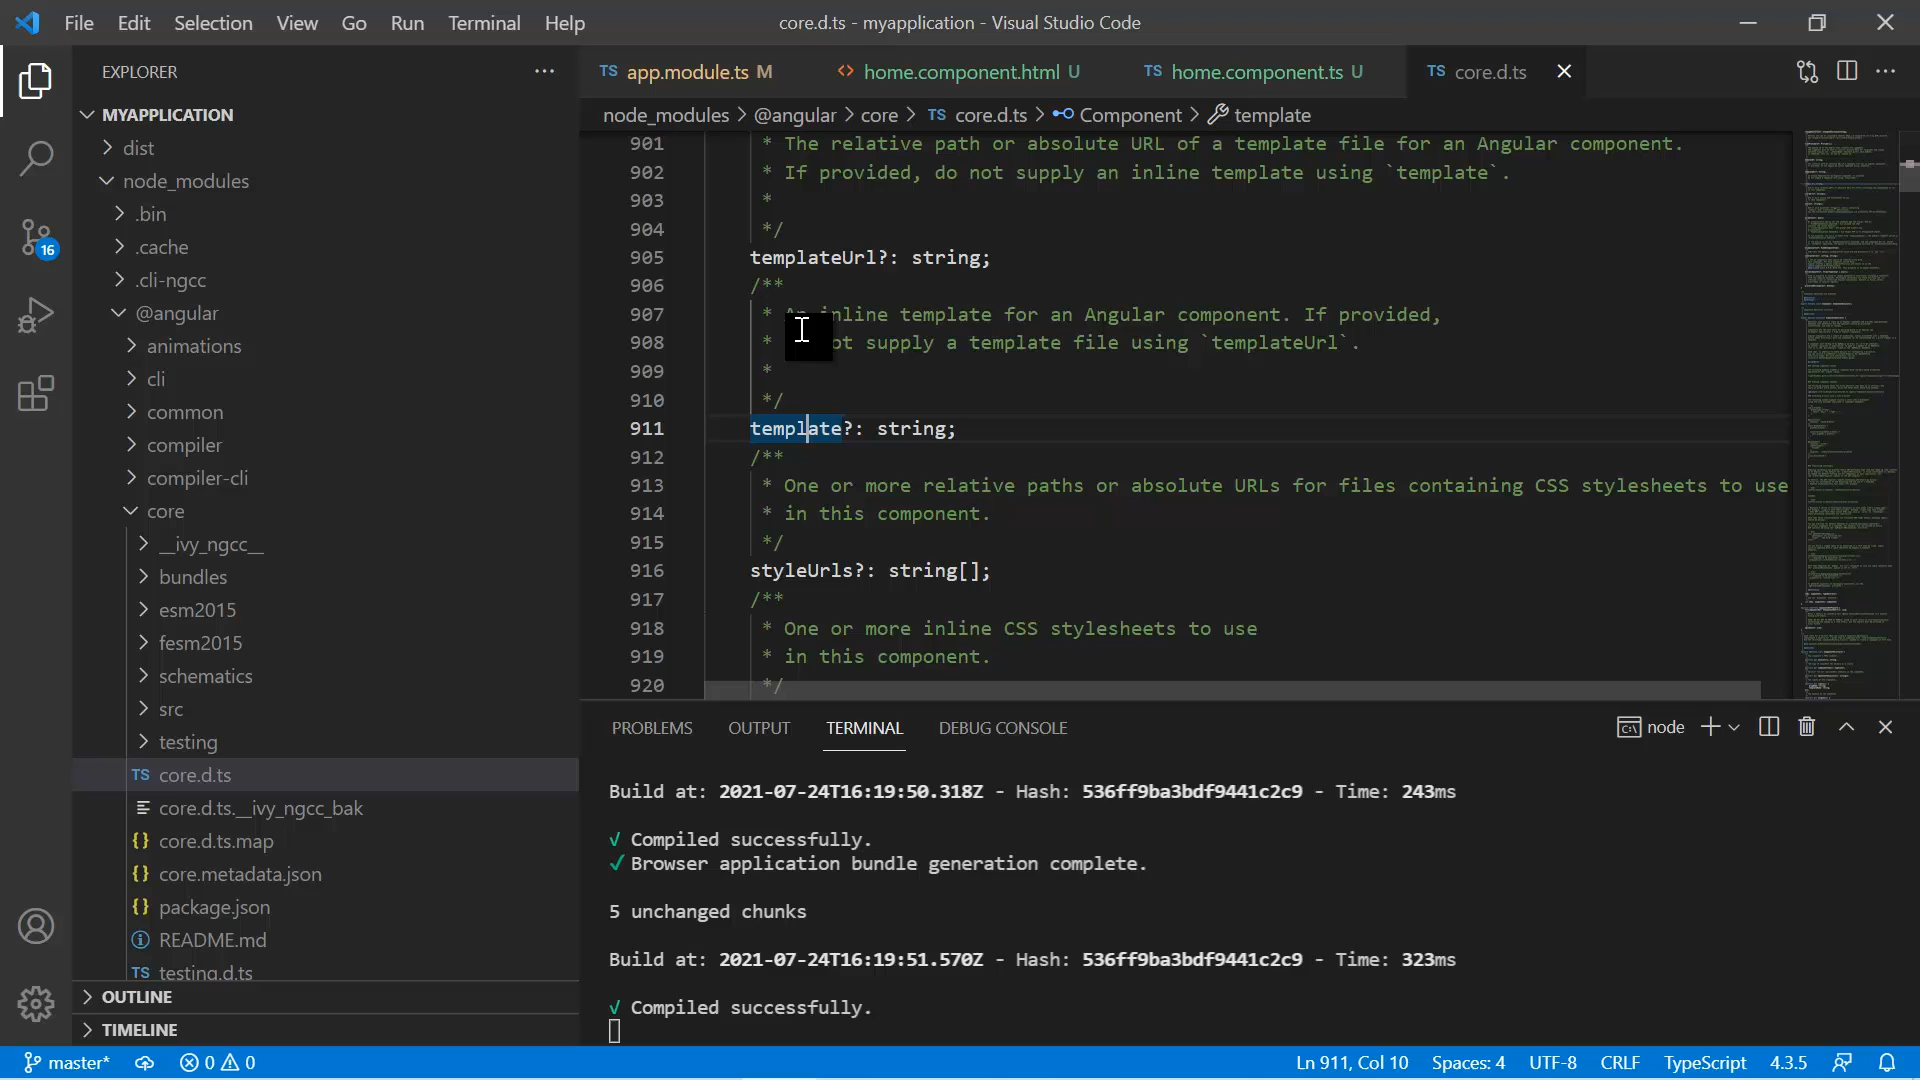 File Edit Selection View Go Run Terminal Help core.d.ts - myapplication - Visual Studio Code
EXPLORER
MYAPPLICATION
dist
node_modules
.bin
.cache
.cli-ngcc
@angular
animations
cli
common
compiler
compiler-cli
core
__ivy_ngcc__
bundles
esm2015
fesm2015
schematics
src
testing
TS core.d.ts
core.d.ts.__ivy_ngcc_bak
{} core.d.ts.map
{} core.metadata.json
{} package.json
README.md
TS testing.d.ts
OUTLINE
TIMELINE
16
TS app.module.ts M <> home.component.html U TS home.component.ts U TS core.d.ts
node_modules > @angular > core > TS core.d.ts > Component > template
901 * The relative path or absolute URL of a template file for an Angular component.
902 * If provided, do not supply an inline template using `template`.
903 *
904 */
905 templateUrl?: string;
906 /**
907 * An inline template for an Angular component. If provided,
908 * ot supply a template file using `templateUrl`.
909 *
910 */
911 template?: string;
912 /**
913 * One or more relative paths or absolute URLs for files containing CSS stylesheets to use
914 * in this component.
915 */
916 styleUrls?: string[];
917 /**
918 * One or more inline CSS stylesheets to use
919 * in this component.
920 */
PROBLEMS OUTPUT TERMINAL DEBUG CONSOLE node
Build at: 2021-07-24T16:19:50.318Z - Hash: 536ff9ba3bdf9441c2c9 - Time: 243ms
√ Compiled successfully.
✓ Browser application bundle generation complete.
5 unchanged chunks
Build at: 2021-07-24T16:19:51.570Z - Hash: 536ff9ba3bdf9441c2c9 - Time: 323ms
√ Compiled successfully.
master* 0 0 Ln 911, Col 10 Spaces: 4 UTF-8 CRLF TypeScript 4.3.5